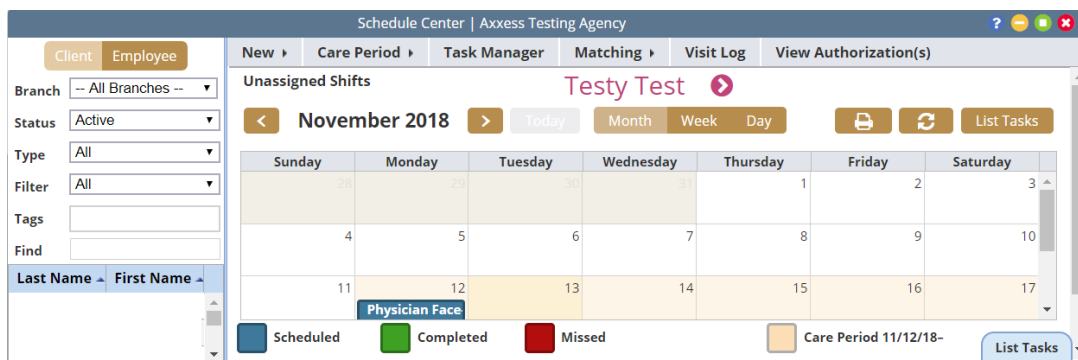 Schedule Center | Axxess Testing Agency
?
Client Employee
New Care Period Task Manager Matching Visit Log View Authorization(s)
Unassigned Shifts
Testy Test
Branch -- All Branches --
Status Active
Type All
Filter All
Tags
Find
November 2018
Today
Month Week Day
List Tasks
Sunday Monday Tuesday Wednesday Thursday Friday Saturday
28 29 30 31 1 2 3
4 5 6 7 8 9 10
11 12 13 14 15 16 17
Physician Face-
Last Name First Name
Scheduled Completed Missed Care Period 11/12/18–
List Tasks